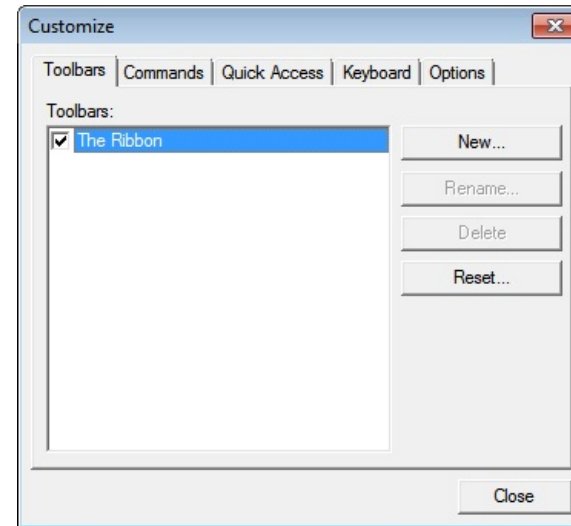 Customize
Toolbars Commands Quick Access Keyboard Options
Toolbars:
The Ribbon
New...
Rename...
Delete
Reset...
Close